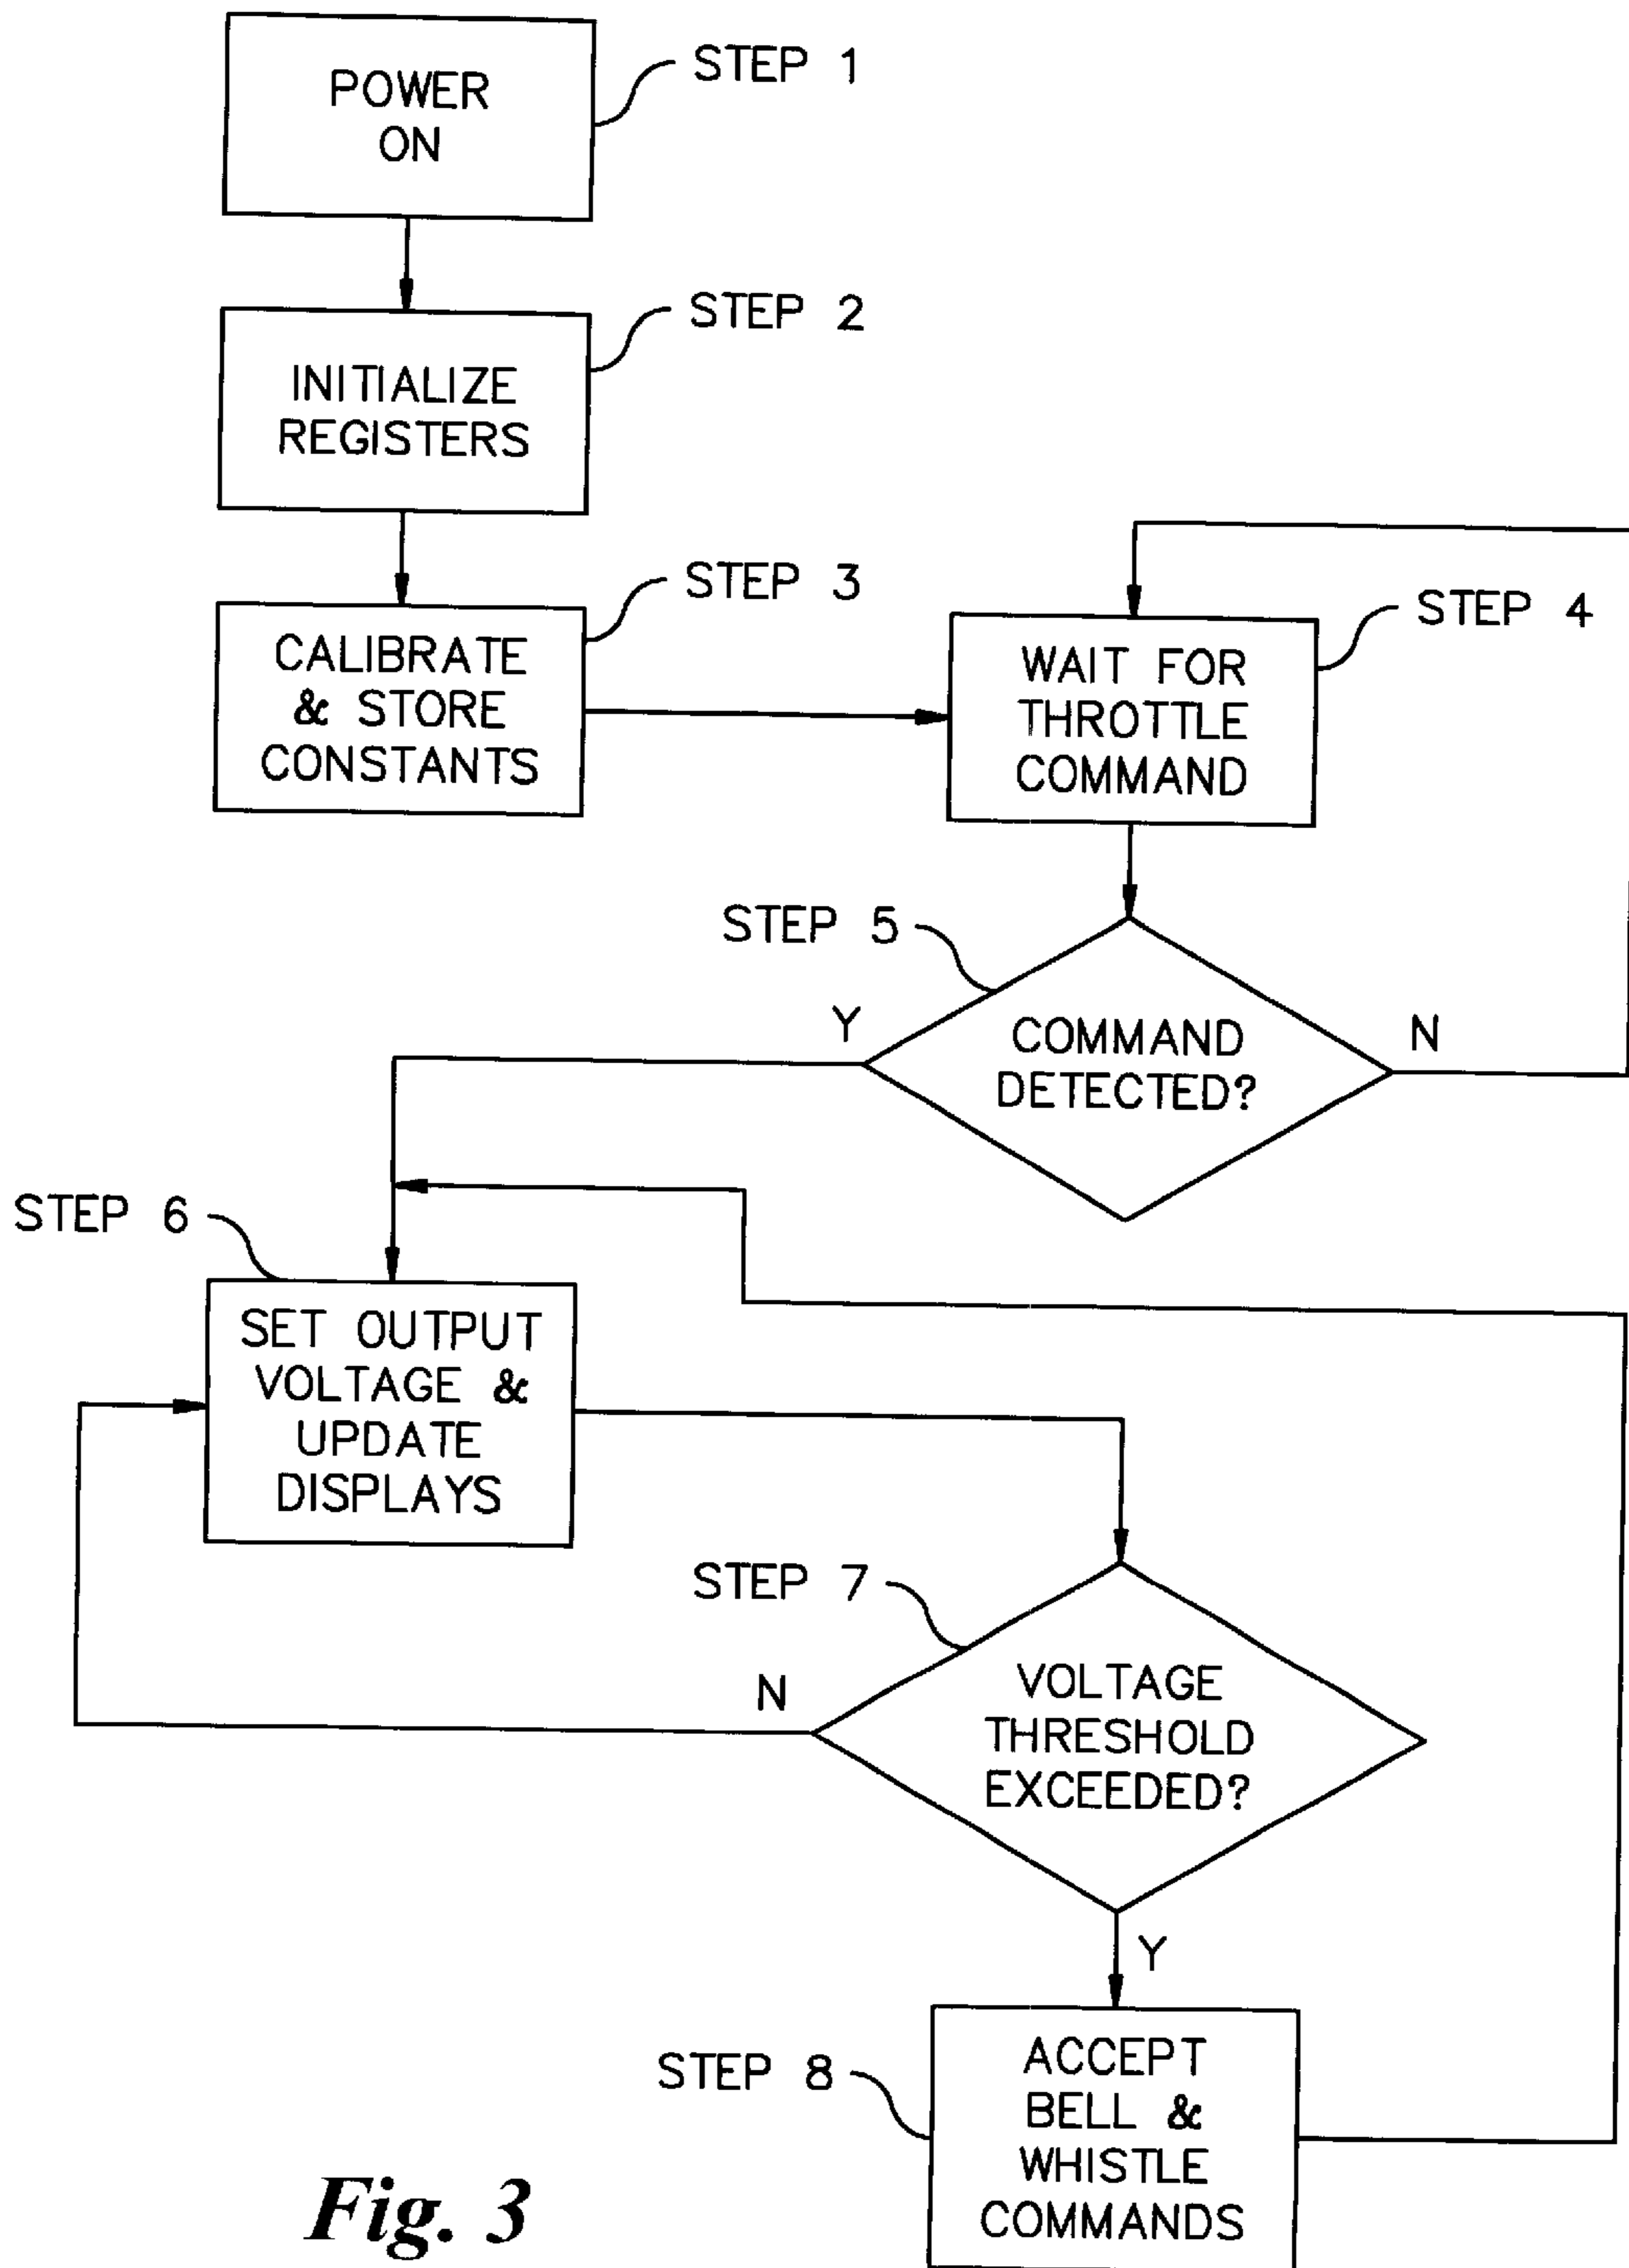 POWER
ON
STEP 1
INITIALIZE
REGISTERS
STEP 2
CALIBRATE
& STORE
CONSTANTS
STEP 3
WAIT FOR
THROTTLE
COMMAND
STEP 4
STEP 5
COMMAND
DETECTED?
Y
N
STEP 6
SET OUTPUT
VOLTAGE &
UPDATE
DISPLAYS
STEP 7
VOLTAGE
THRESHOLD
EXCEEDED?
N
Y
STEP 8
ACCEPT
BELL &
WHISTLE
COMMANDS
Fig. 3